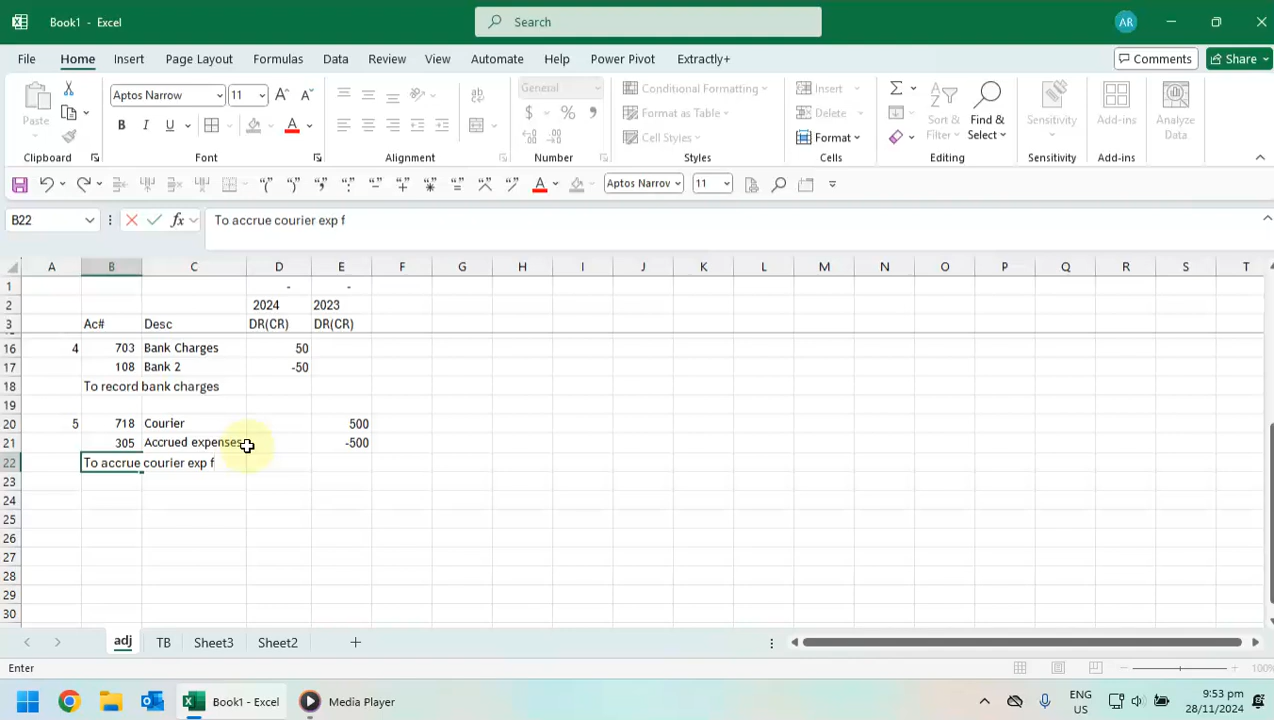 Book1 - Excel
Search
AR
File Home Insert Page Layout Formulas Data Review View Automate Help Power Pivot Extractly+
Comments Share
Paste
Clipboard
Aptos Narrow 11
Font
Alignment
General
Number
Conditional Formatting
Format as Table
Cell Styles
Styles
Insert
Delete
Format
Cells
Sort & Filter
Find & Select
Editing
Sensitivity
Sensitivity
Add-ins
Add-ins
Analyze Data
Aptos Narrow 11
B22 fx To accrue courier exp f
A B C D E F G H I J K L M N O P Q R S T
1 - -
2 2024 2023
3 Ac# Desc DR(CR) DR(CR)
16 4 703 Bank Charges 50
17 108 Bank 2 -50
18 To record bank charges
19
20 5 718 Courier 500
21 305 Accrued expenses -500
22 To accrue courier exp f
23
24
25
26
27
28
29
30
adj TB Sheet3 Sheet2
Enter
100%
Book1 - Excel Media Player
ENG US
9:53 PM
28/11/2024